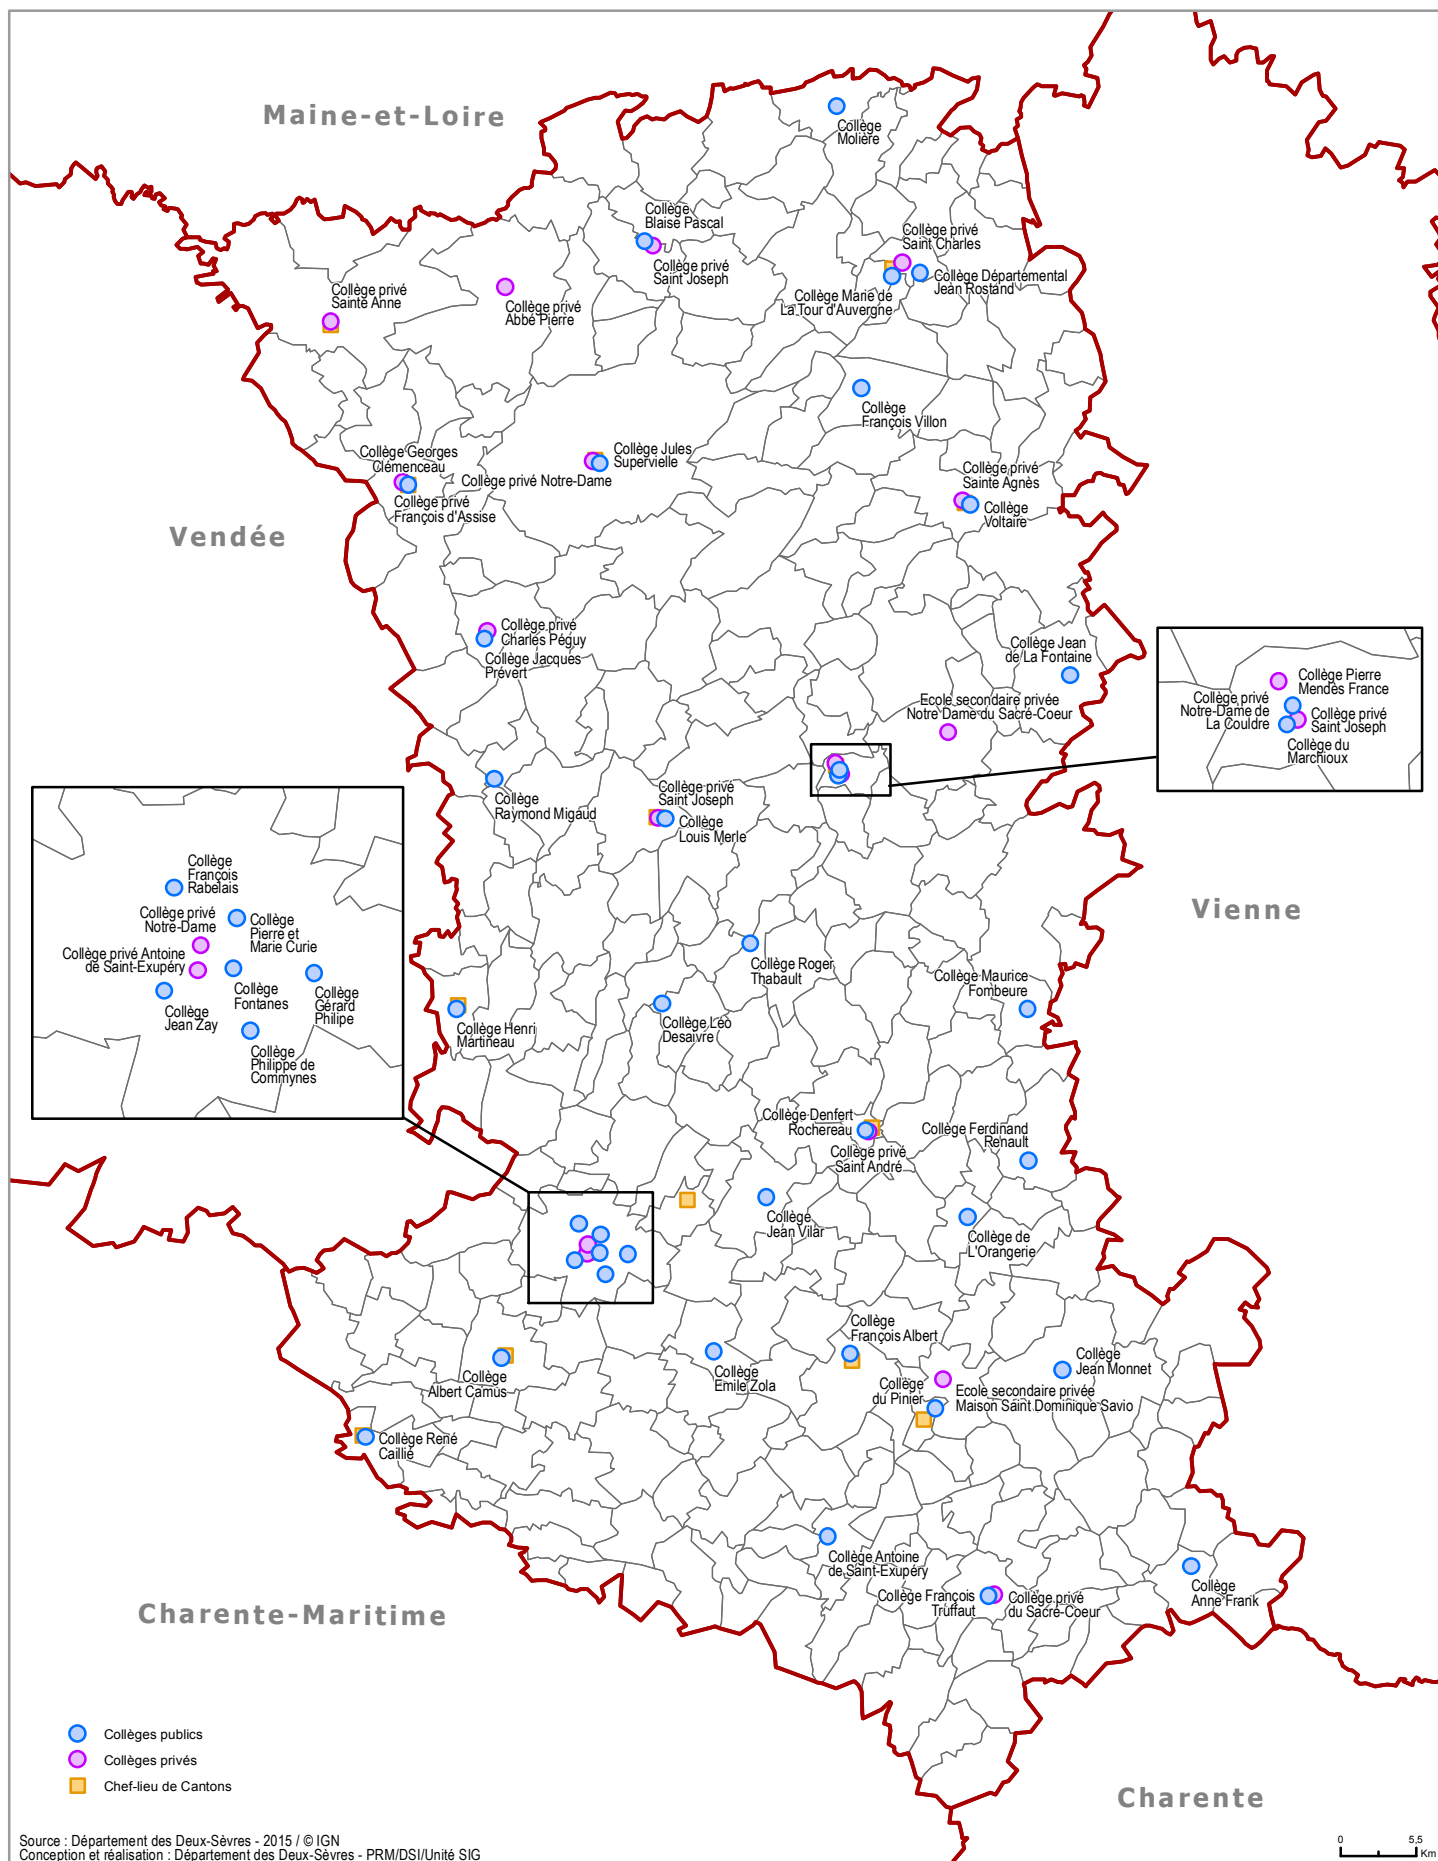 Maine-et-Loire
Collège
Molière
Collège
Blaise Pascal
Collège privé
Saint Joseph
Collège privé
Saint Charles
Collège Départemental
Jean Rostand
Collège Marie de
La Tour d'Auvergne
Collège privé
Sainte Anne
Collège privé
Abbé Pierre
Collège
François Villon
Collège Georges
Clémenceau
Collège privé
François d'Assise
Collège Jules
Supervielle
Collège privé Notre-Dame
Collège privé
Sainte Agnès
Collège
Voltaire
Vendée
Collège privé
Charles Péguy
Collège Jacques
Prévert
Collège Jean
de La Fontaine
Ecole secondaire privée
Notre Dame du Sacré-Coeur
Collège Pierre
Mendès France
Collège privé
Notre-Dame de
La Couldre
Collège privé
Saint Joseph
Collège du
Marchioux
Collège
Raymond Migaud
Collège privé
Saint Joseph
Collège
Louis Merle
Collège
François
Rabelais
Collège privé
Notre-Dame
Collège
Pierre et
Marie Curie
Collège privé Antoine
de Saint-Exupéry
Collège
Jean Zay
Collège
Fontanes
Collège
Gérard
Philipe
Collège
Philippe de
Commynes
Vienne
Collège Roger
Thabault
Collège Maurice
Fombeure
Collège Henri
Martineau
Collège Léo
Desaivre
Collège Denfert
Rochereau
Collège privé
Saint André
Collège Ferdinand
Renault
Collège
Jean Vilar
Collège de
L'Orangerie
Collège
François Albert
Collège
Jean Monnet
Collège
Albert Camus
Collège
Emile Zola
Collège
du Pinier
Ecole secondaire privée
Maison Saint Dominique Savio
Collège René
Caillié
Collège Antoine
de Saint-Exupéry
Collège
Anne Frank
Collège François
Truffaut
Collège privé
du Sacré-Coeur
Charente-Maritime
Collèges publics
Collèges privés
Chef-lieu de Cantons
Charente
Source : Département des Deux-Sèvres - 2015 / © IGN
Conception et réalisation : Département des Deux-Sèvres - PRM/DSI/Unité SIG
0 5,5
Km